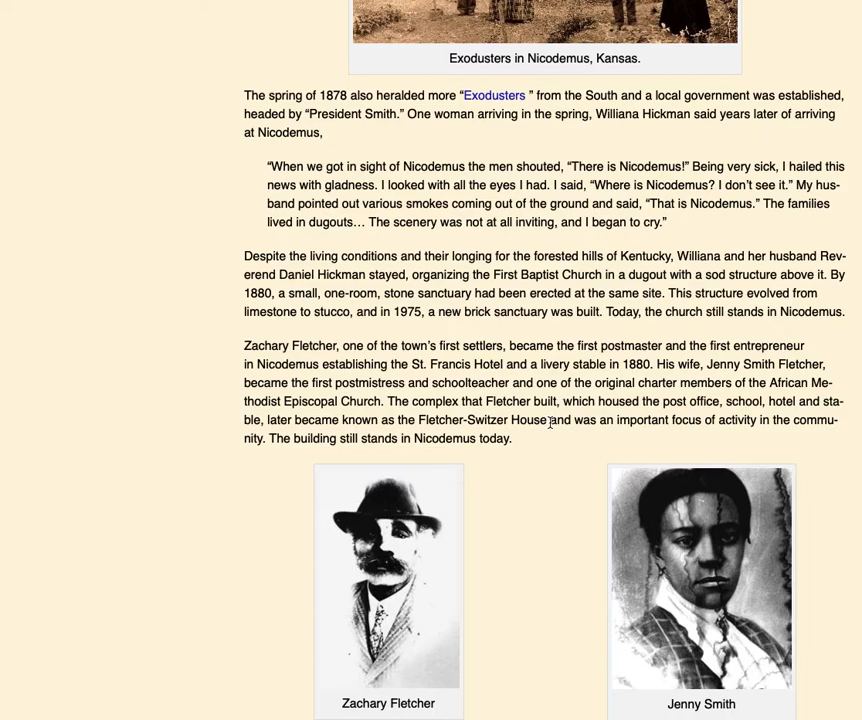 Exodusters in Nicodemus, Kansas.
The spring of 1878 also heralded more “Exodusters ” from the South and a local government was established,
headed by “President Smith.” One woman arriving in the spring, Williana Hickman said years later of arriving
at Nicodemus,
“When we got in sight of Nicodemus the men shouted, “There is Nicodemus!” Being very sick, I hailed this
news with gladness. I looked with all the eyes I had. I said, “Where is Nicodemus? I don’t see it.” My hus-
band pointed out various smokes coming out of the ground and said, “That is Nicodemus.” The families
lived in dugouts… The scenery was not at all inviting, and I began to cry.”
Despite the living conditions and their longing for the forested hills of Kentucky, Williana and her husband Rev-
erend Daniel Hickman stayed, organizing the First Baptist Church in a dugout with a sod structure above it. By
1880, a small, one-room, stone sanctuary had been erected at the same site. This structure evolved from
limestone to stucco, and in 1975, a new brick sanctuary was built. Today, the church still stands in Nicodemus.
Zachary Fletcher, one of the town’s first settlers, became the first postmaster and the first entrepreneur
in Nicodemus establishing the St. Francis Hotel and a livery stable in 1880. His wife, Jenny Smith Fletcher,
became the first postmistress and schoolteacher and one of the original charter members of the African Me-
thodist Episcopal Church. The complex that Fletcher built, which housed the post office, school, hotel and sta-
ble, later became known as the Fletcher-Switzer House and was an important focus of activity in the commu-
nity. The building still stands in Nicodemus today.
Zachary Fletcher
Jenny Smith